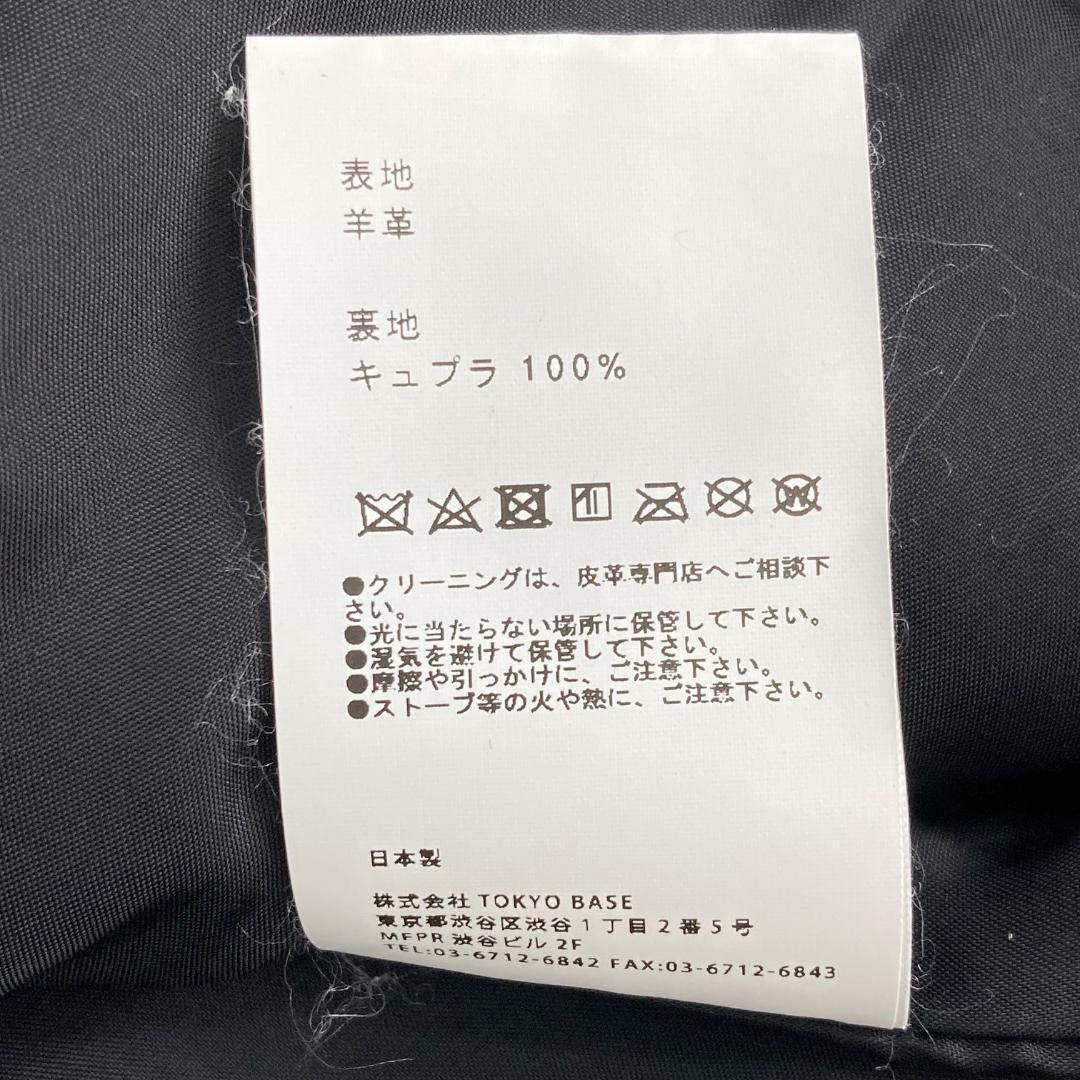 表地
羊革
裏地
キュプラ 100%
●クリーニングは、皮革専門店へご相談下
さい。
●光に当たらない場所に保管して下さい。
●湿気を避けて保管して下さい。
●摩擦や引っかけに、ご注意下さい。
●ストーブ等の火や熱に、ご注意下さい。
日本製
株式会社 TOKYO BASE
東京都渋谷区渋谷1丁目2番5号
MFPR 渋谷ビル 2F
TEL:03-6712-6842 FAX:03-6712-6843